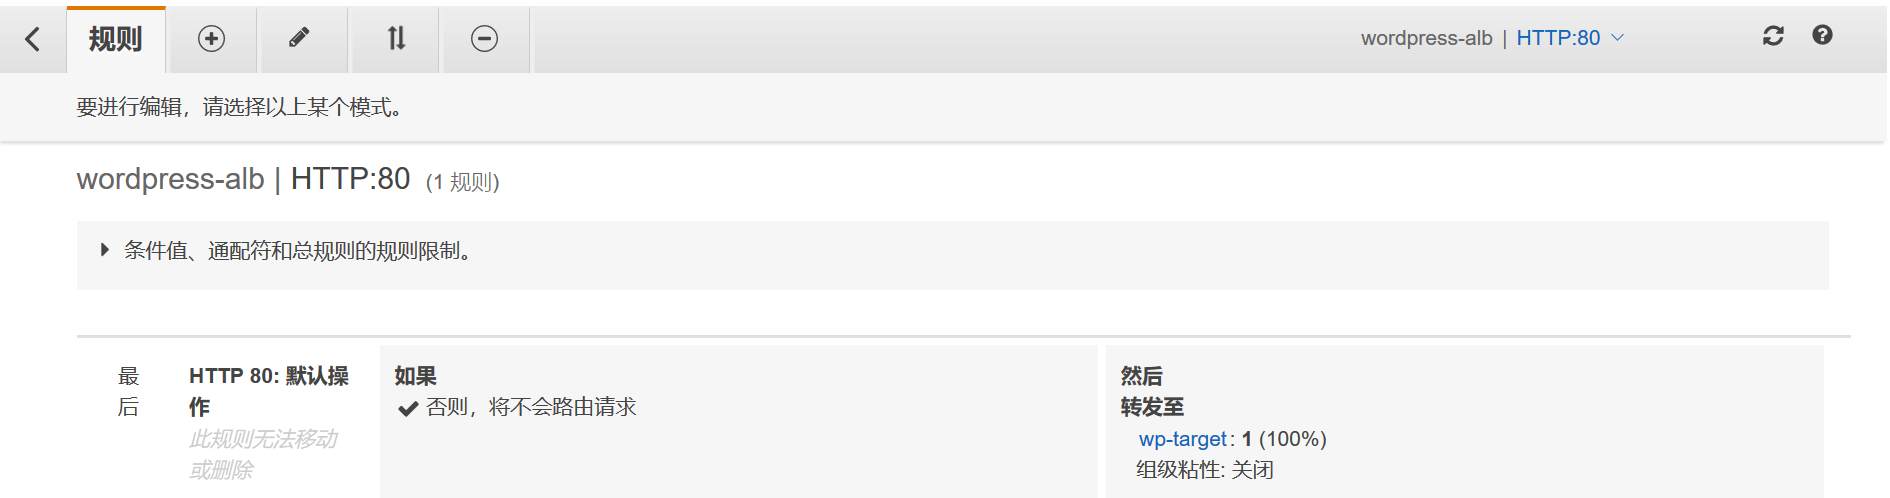 规则
wordpress-alb | HTTP:80
要进行编辑，请选择以上某个模式。
wordpress-alb | HTTP:80 (1 规则)
条件值、通配符和总规则的规则限制。
最
后
HTTP 80: 默认操
作
此规则无法移动
或删除
如果
否则，将不会路由请求
然后
转发至
wp-target: 1 (100%)
组级粘性: 关闭